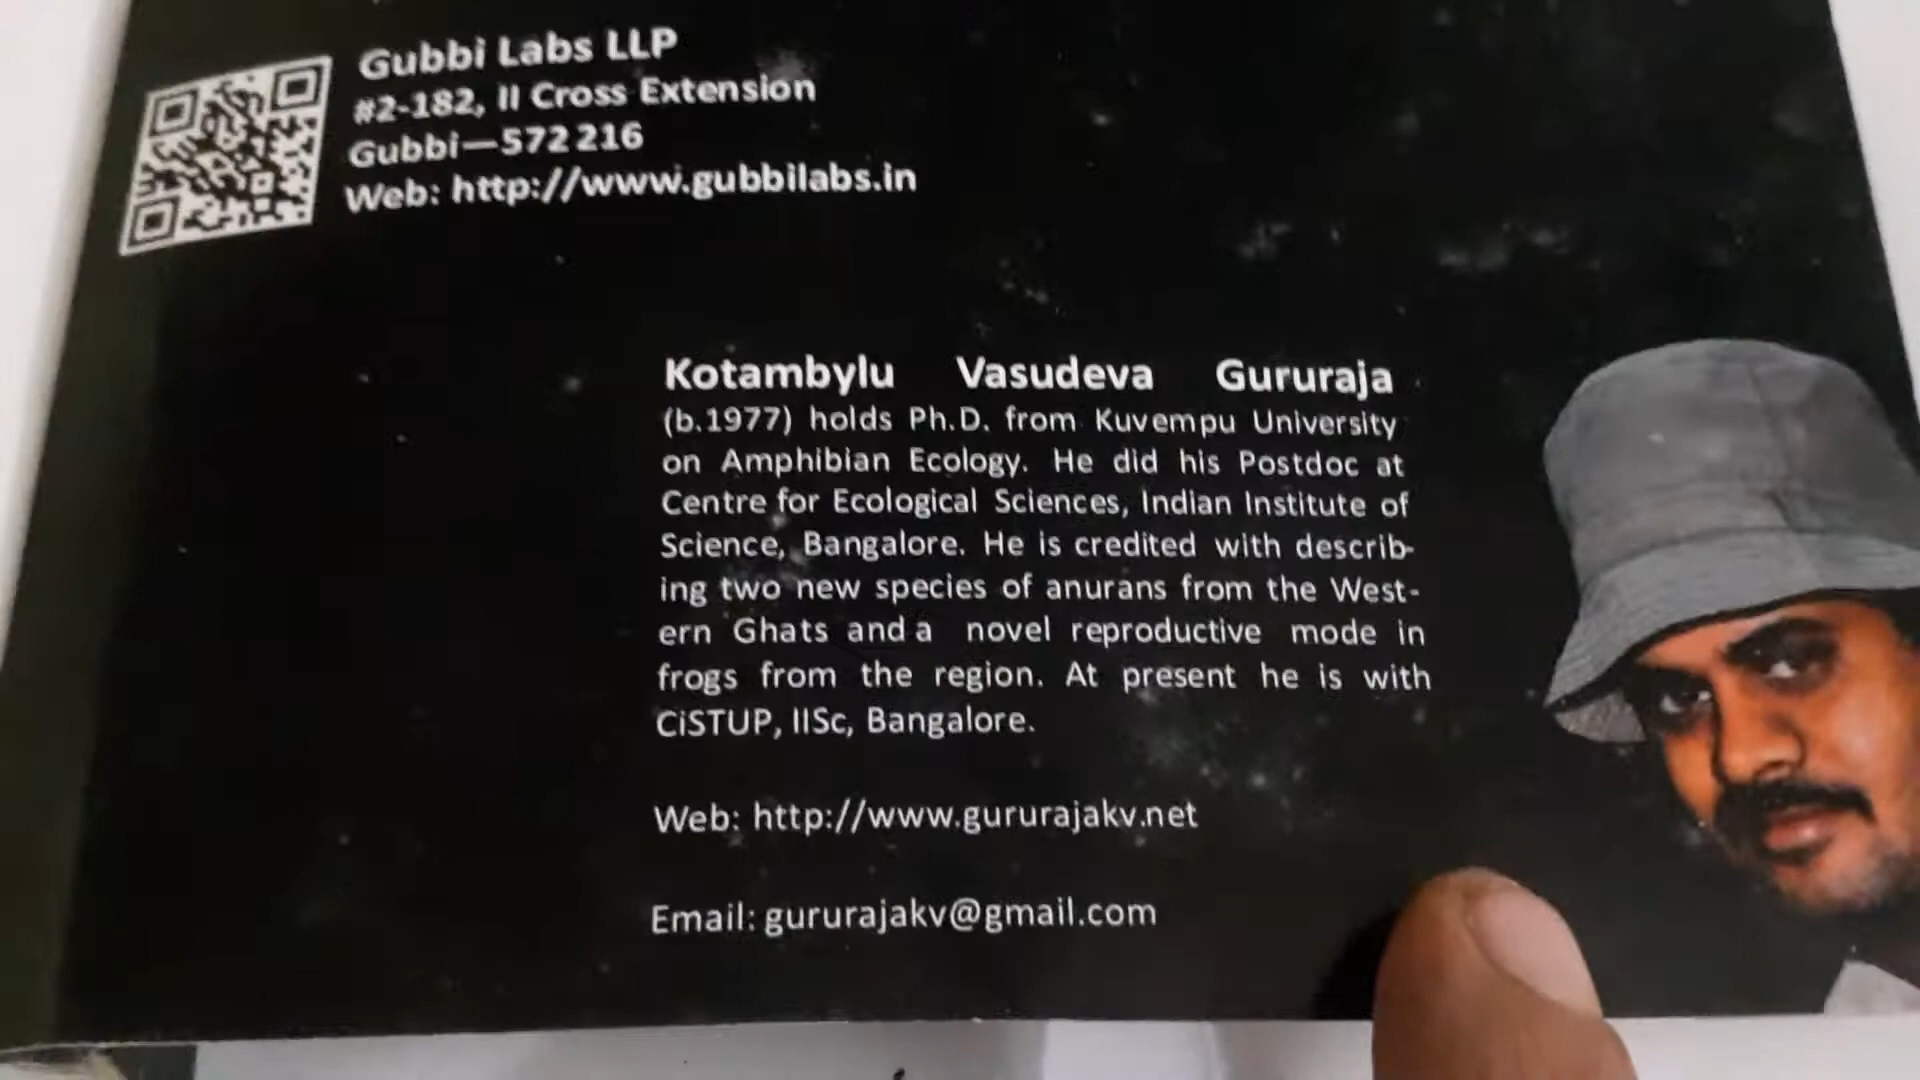 Gubbi Labs LLP
#2-182, II Cross Extension
Gubbi—572 216
Web: http://www.gubbilabs.in
Kotambylu Vasudeva Gururaja
(b.1977) holds Ph.D. from Kuvempu University
on Amphibian Ecology. He did his Postdoc at
Centre for Ecological Sciences, Indian Institute of
Science, Bangalore. He is credited with describ-
ing two new species of anurans from the West-
ern Ghats and a novel reproductive mode in
frogs from the region. At present he is with
CiSTUP, IISc, Bangalore.
Web: http://www.gururajakv.net
Email: gururajakv@gmail.com